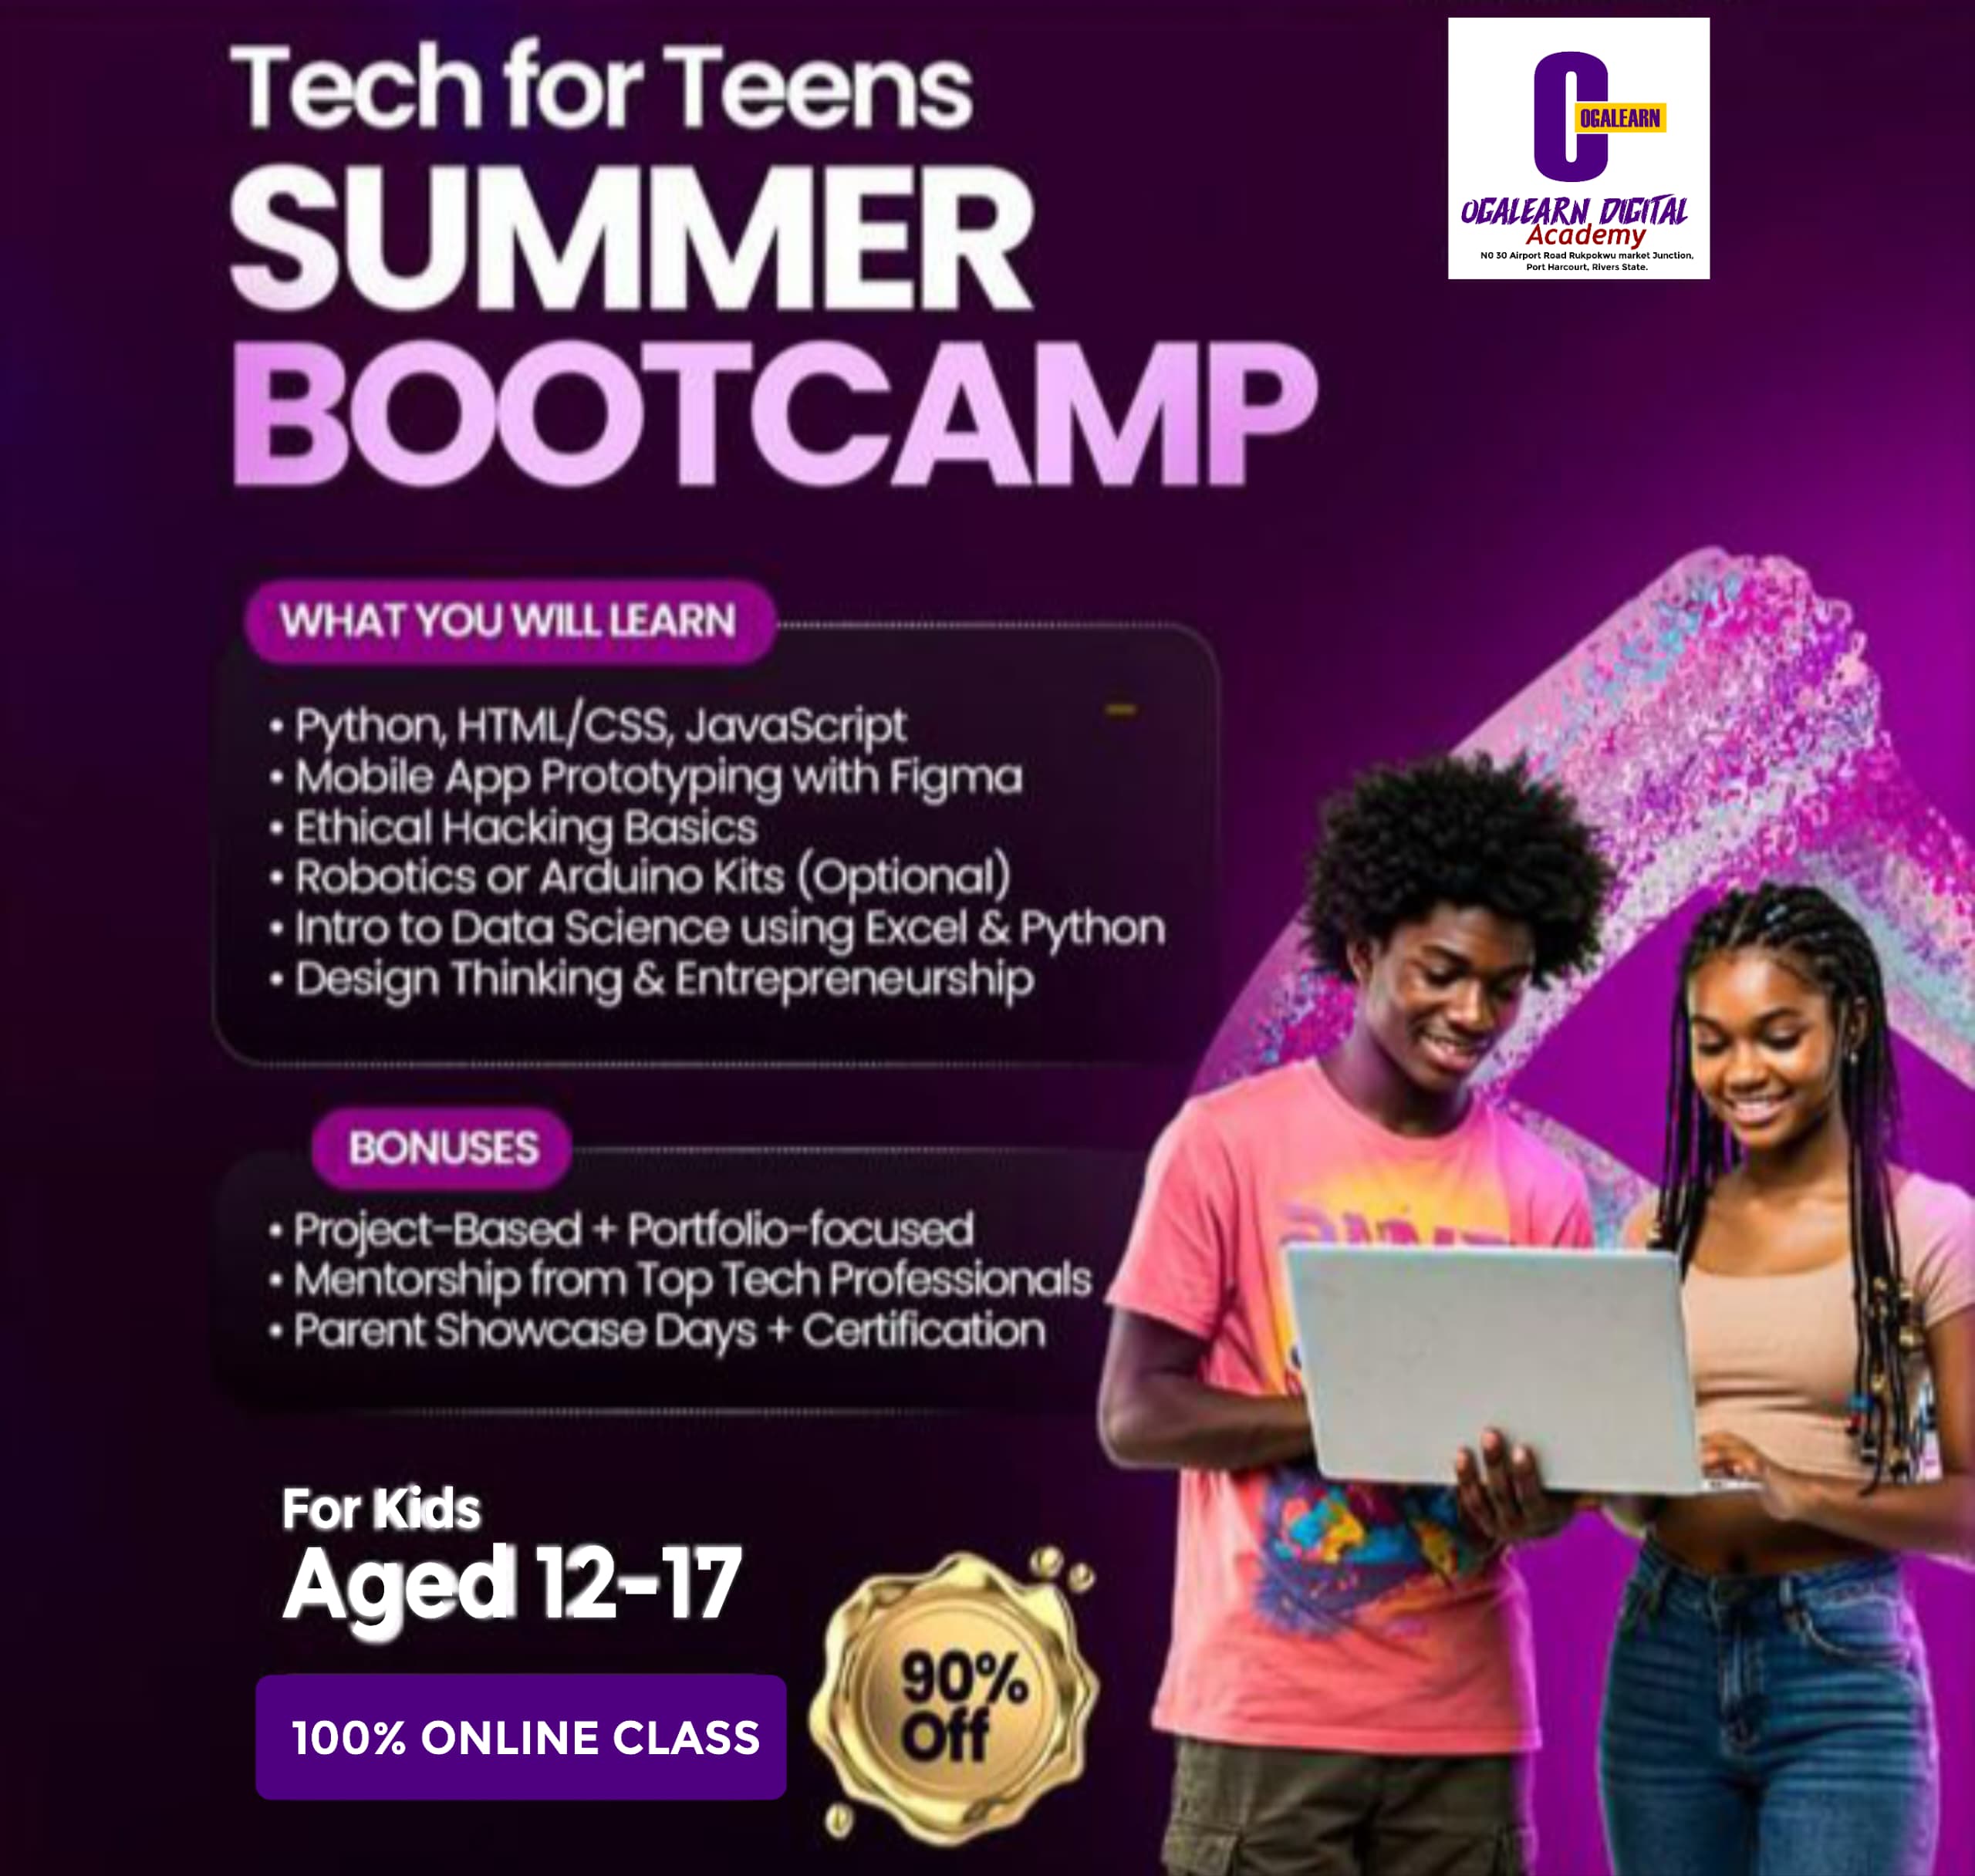 Tech for Teens
SUMMER
BOOTCAMP
OGALEARN
OGALEARN DIGITAL
Academy
N0 30 Airport Road Rukpokwu market Junction,
Port Harcourt, Rivers State.
WHAT YOU WILL LEARN
• Python, HTML/CSS, JavaScript
• Mobile App Prototyping with Figma
• Ethical Hacking Basics
• Robotics or Arduino Kits (Optional)
• Intro to Data Science using Excel & Python
• Design Thinking & Entrepreneurship
BONUSES
• Project-Based + Portfolio-focused
• Mentorship from Top Tech Professionals
• Parent Showcase Days + Certification
For Kids
Aged 12-17
100% ONLINE CLASS
90%
Off